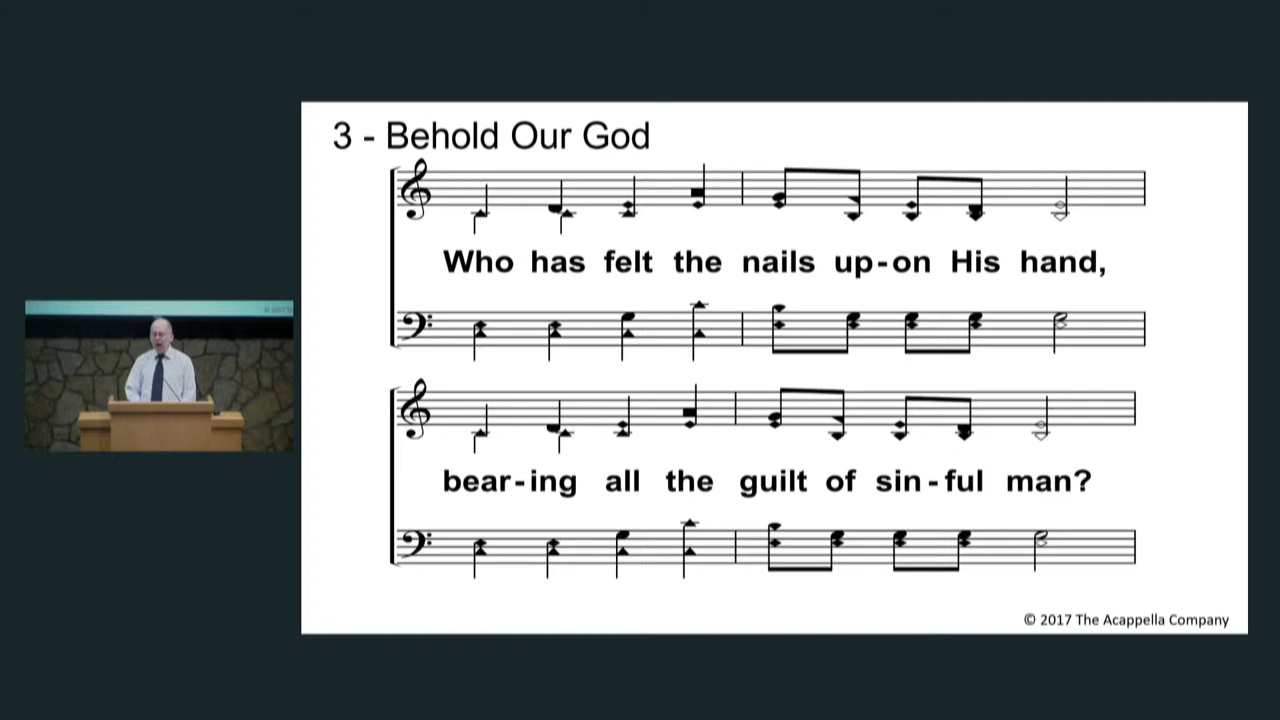 3 - Behold Our God
Who has felt the nails up-on His hand,
bear-ing all the guilt of sin-ful man?
© 2017 The Acappella Company